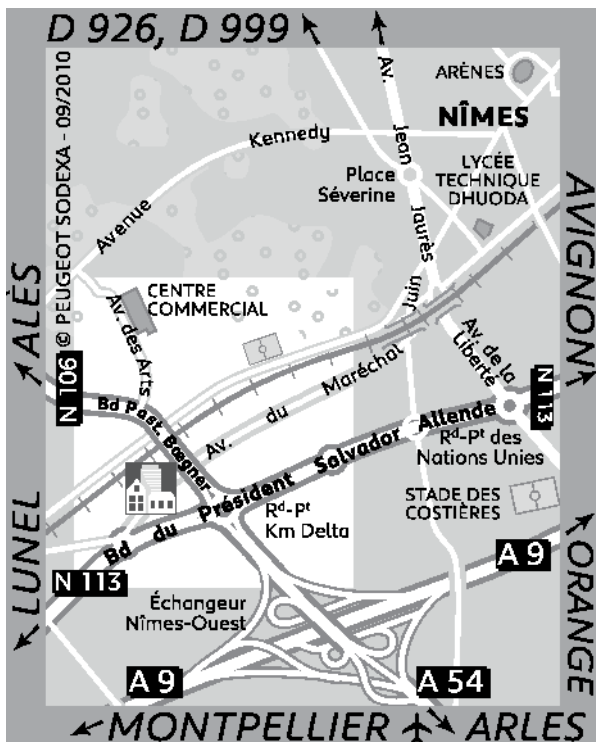 D 926, D 999
© PEUGEOT SODEXA - 09/2010
ARÈNES
NÎMES
Av. Jean Jaurès
Avenue Kennedy
Place
Séverine
LYCÉE
TECHNIQUE
DHUODA
AVIGNON
ALÈS
CENTRE
COMMERCIAL
Av. des Arts
Av. du Maréchal Juin
Av. de la
Liberté
N 106
N 113
Bd Past. Bœgner
Bd du Président Salvador Allende
Rd-Pt des
Nations Unies
STADE DES
COSTIÈRES
Rd-Pt
Km Delta
LUNEL
N 113
A 9
ORANGE
Échangeur
Nîmes-Ouest
A 9
A 54
MONTPELLIER
ARLES